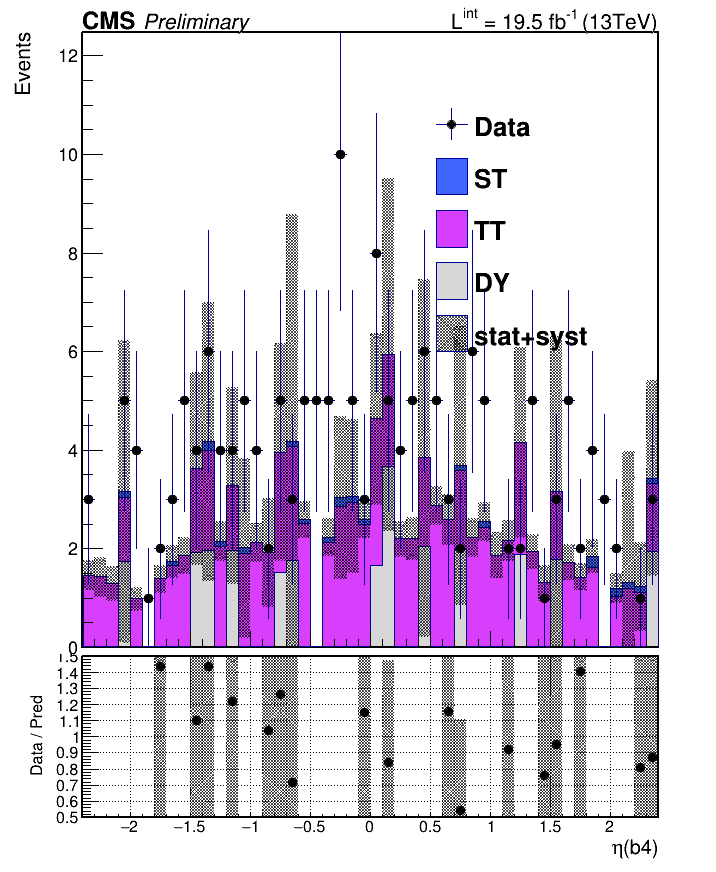 CMS Preliminary L^int = 19.5 fb^-1 (13TeV)
Events
12
10
8
6
4
2
0
Data
ST
TT
DY
stat+syst
Data / Pred
1.5
1.4
1.3
1.2
1.1
1
0.9
0.8
0.7
0.6
0.5
−2 −1.5 −1 −0.5 0 0.5 1 1.5 2
η(b4)